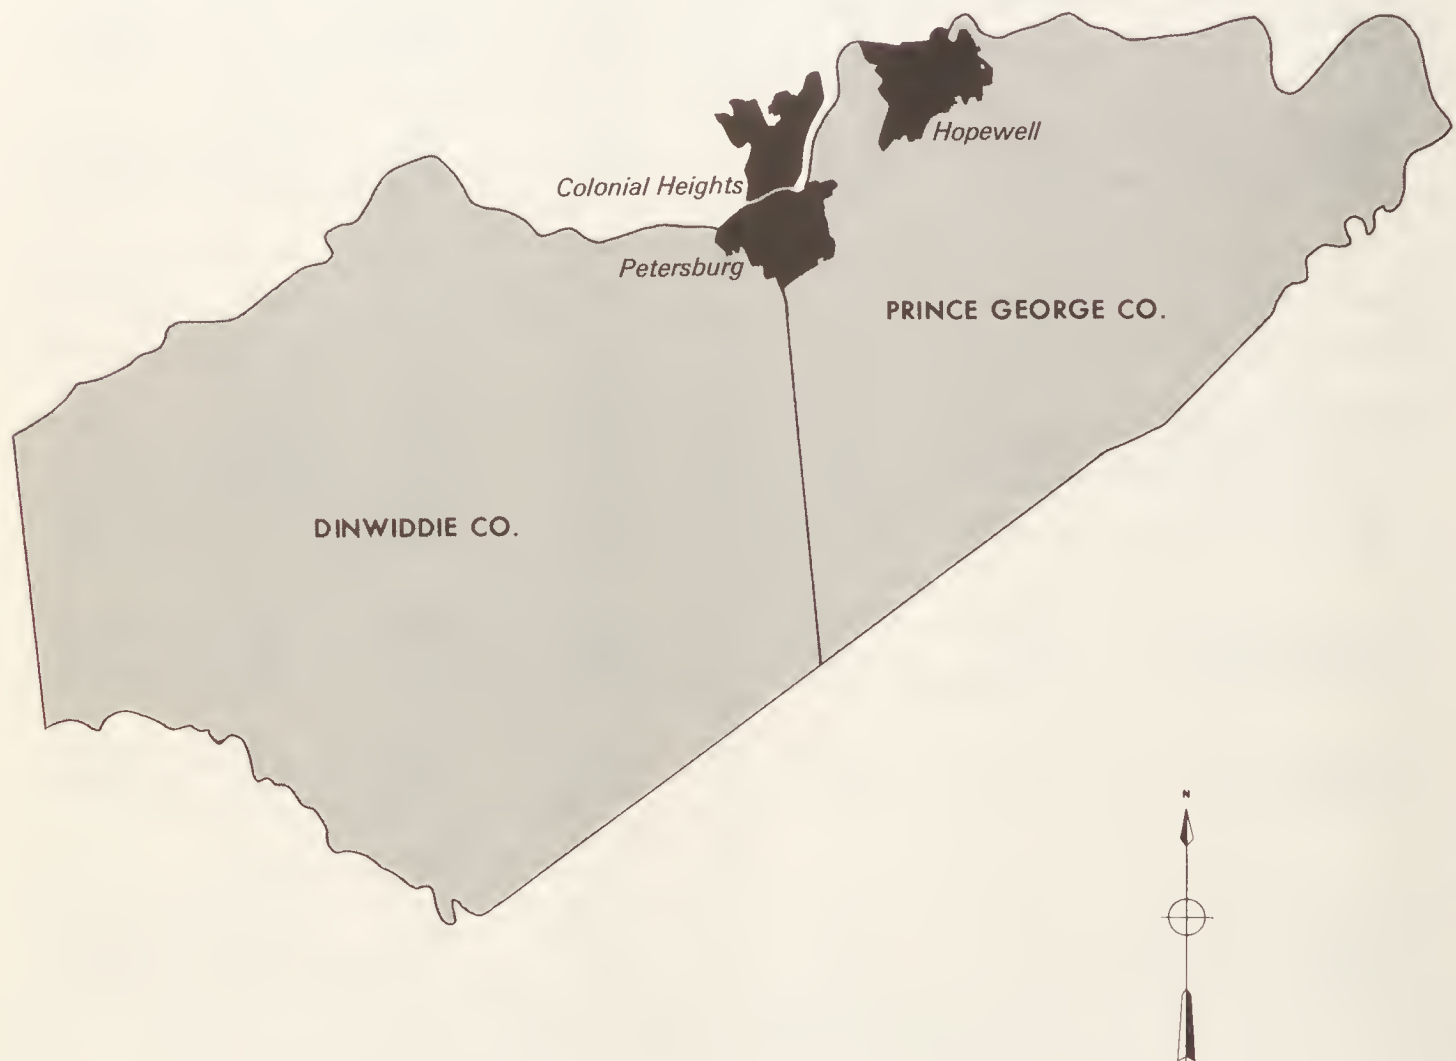 Hopewell
Colonial Heights
Petersburg
PRINCE GEORGE CO.
DINWIDDIE CO.
N